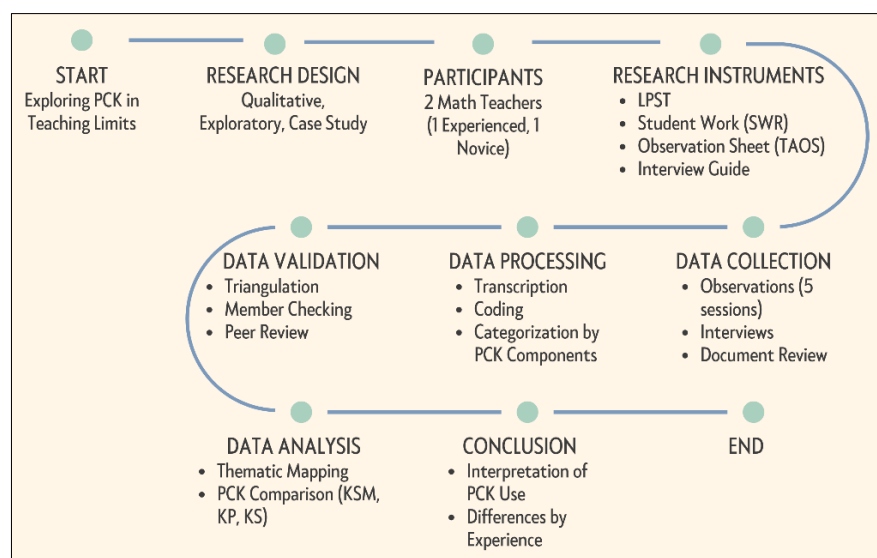 START
Exploring PCK in
Teaching Limits
RESEARCH DESIGN
Qualitative,
Exploratory, Case Study
PARTICIPANTS
2 Math Teachers
(1 Experienced, 1
Novice)
RESEARCH INSTRUMENTS
• LPST
• Student Work (SWR)
• Observation Sheet (TAOS)
• Interview Guide
DATA COLLECTION
• Observations (5
sessions)
• Interviews
• Document Review
DATA PROCESSING
• Transcription
• Coding
• Categorization by
PCK Components
DATA VALIDATION
• Triangulation
• Member Checking
• Peer Review
DATA ANALYSIS
• Thematic Mapping
• PCK Comparison (KSM,
KP, KS)
CONCLUSION
• Interpretation of
PCK Use
• Differences by
Experience
END